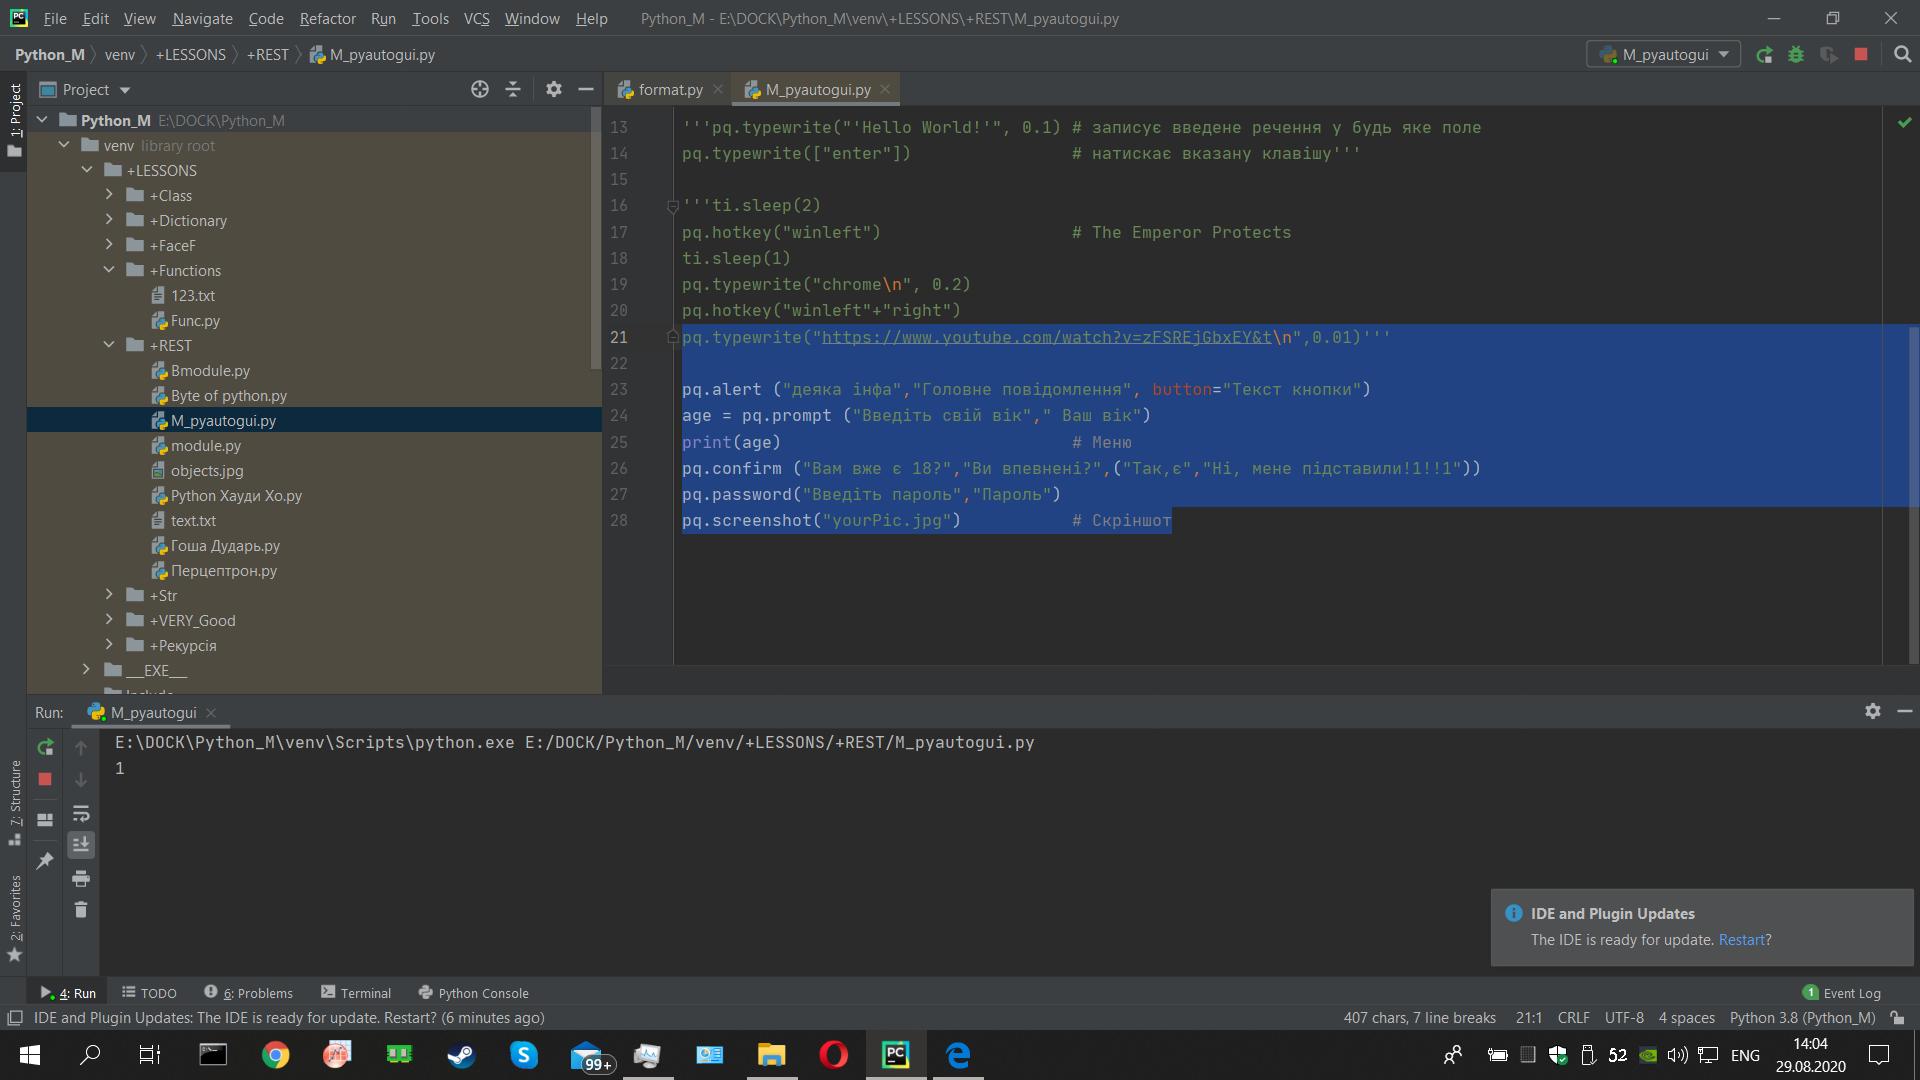 File Edit View Navigate Code Refactor Run Tools VCS Window Help Python_M - E:\DOCK\Python_M\venv\+LESSONS\+REST\M_pyautogui.py
Python_M venv +LESSONS +REST M_pyautogui.py M_pyautogui
1: Project
Project
format.py M_pyautogui.py
Python_M E:\DOCK\Python_M
venv library root
+LESSONS
+Class
+Dictionary
+FaceF
+Functions
123.txt
Func.py
+REST
Bmodule.py
Byte of python.py
M_pyautogui.py
module.py
objects.jpg
Python Хауди Хо.py
text.txt
Гоша Дударь.py
Перцептрон.py
+Str
+VERY_Good
+Рекурсія
__EXE__
Include
13 '''pq.typewrite("'Hello World!'", 0.1) # записує введене речення у будь яке поле
14 pq.typewrite(["enter"]) # натискає вказану клавішу'''
15
16 '''ti.sleep(2)
17 pq.hotkey("winleft") # The Emperor Protects
18 ti.sleep(1)
19 pq.typewrite("chrome\n", 0.2)
20 pq.hotkey("winleft"+"right")
21 pq.typewrite("https://www.youtube.com/watch?v=zFSREjGbxEY&t\n",0.01)'''
22
23 pq.alert ("деяка інфа","Головне повідомлення", button="Текст кнопки")
24 age = pq.prompt ("Введіть свій вік"," Ваш вік")
25 print(age) # Меню
26 pq.confirm ("Вам вже є 18?","Ви впевнені?",("Так,є","Ні, мене підставили!1!!1"))
27 pq.password("Введіть пароль","Пароль")
28 pq.screenshot("yourPic.jpg") # Скріншот
Run: M_pyautogui
E:\DOCK\Python_M\venv\Scripts\python.exe E:/DOCK/Python_M/venv/+LESSONS/+REST/M_pyautogui.py
1
7: Structure
2: Favorites
IDE and Plugin Updates
The IDE is ready for update. Restart?
4: Run TODO 6: Problems Terminal Python Console 1 Event Log
IDE and Plugin Updates: The IDE is ready for update. Restart? (6 minutes ago) 407 chars, 7 line breaks 21:1 CRLF UTF-8 4 spaces Python 3.8 (Python_M)
99+ PC 52 ENG 14:04
29.08.2020